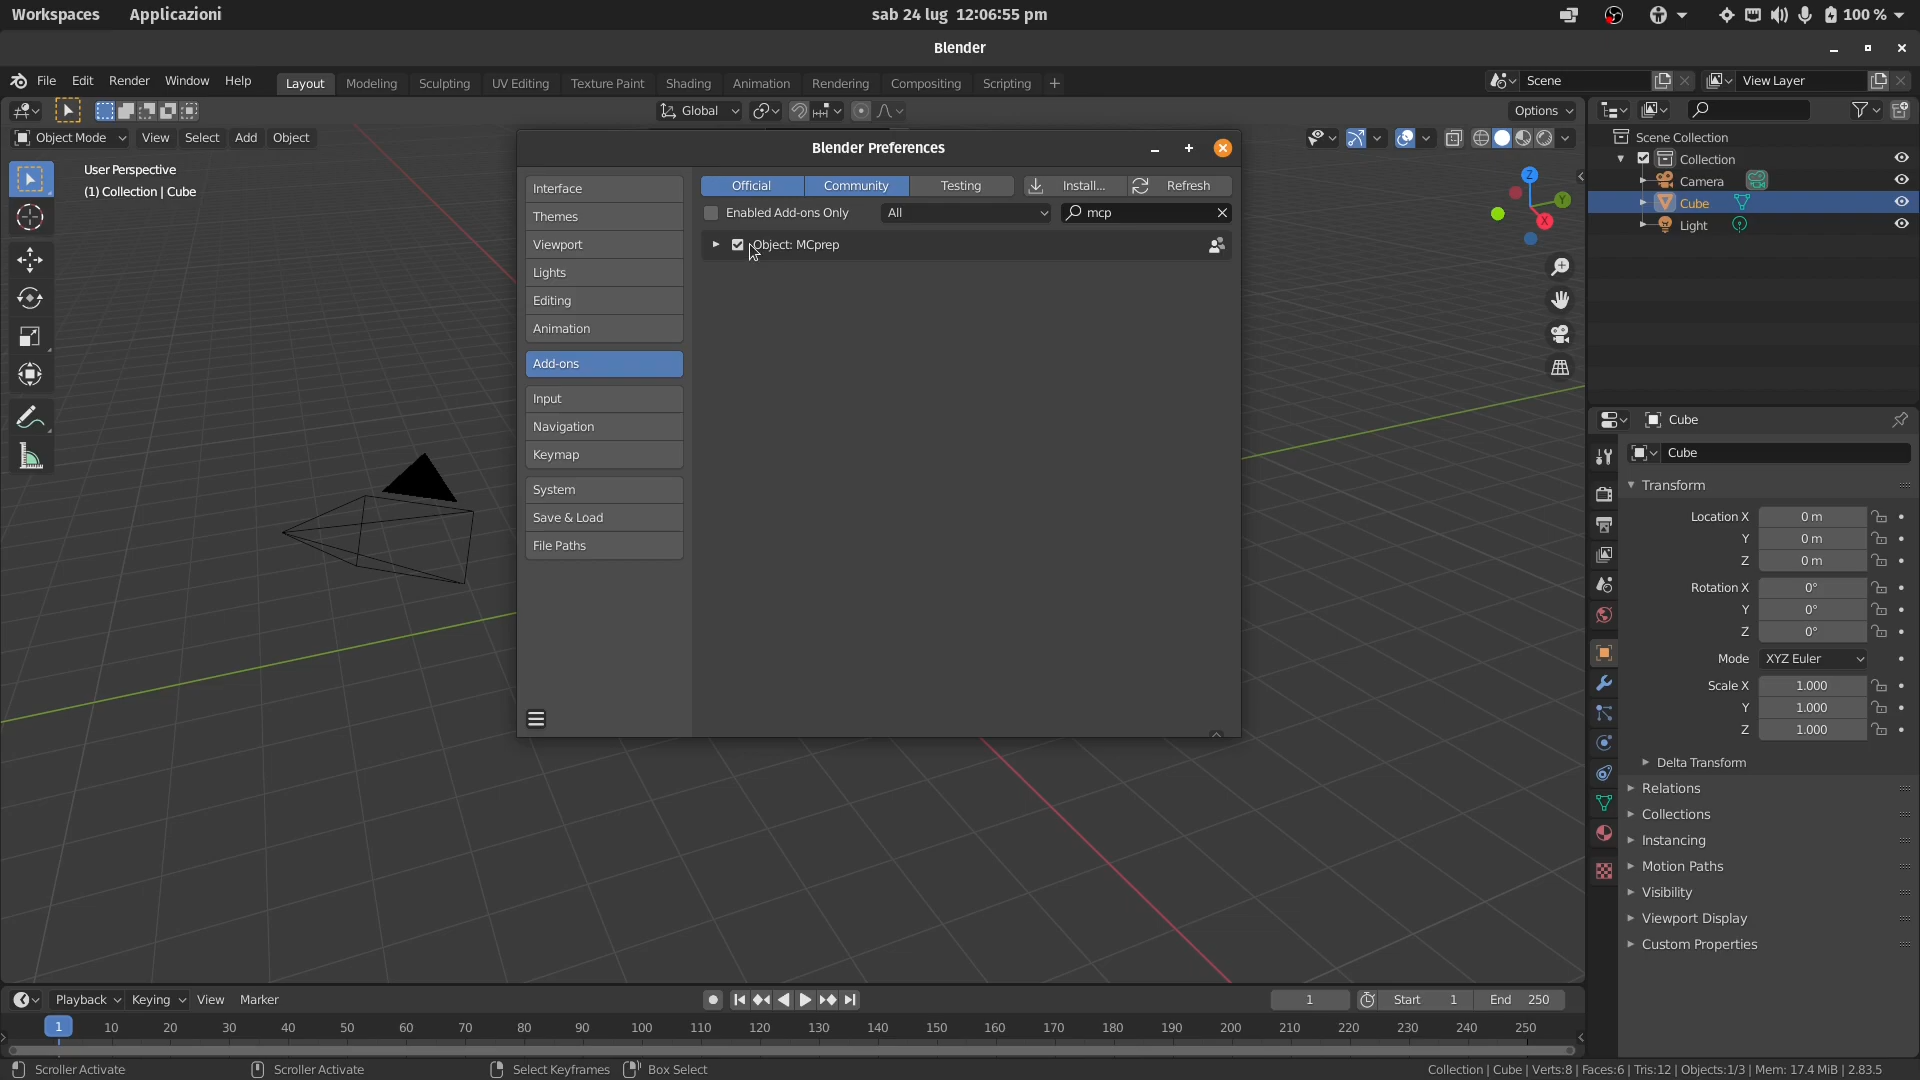 Workspaces Applicazioni sab 24 lug 12:06:55 pm 100 %
Blender
File Edit Render Window Help Layout Modeling Sculpting UV Editing Texture Paint Shading Animation Rendering Compositing Scripting + Scene View Layer
Global Options
Object Mode View Select Add Object
User Perspective
(1) Collection | Cube
Z
Y
X
Blender Preferences
Interface
Themes
Viewport
Lights
Editing
Animation
Add-ons
Input
Navigation
Keymap
System
Save & Load
File Paths
Official Community Testing Install... Refresh
Enabled Add-ons Only All mcp
Object: MCprep
Scene Collection
Collection
Camera
Cube
Light
Cube
Cube
Transform
Location X 0 m
Y 0 m
Z 0 m
Rotation X 0°
Y 0°
Z 0°
Mode XYZ Euler
Scale X 1.000
Y 1.000
Z 1.000
Delta Transform
Relations
Collections
Instancing
Motion Paths
Visibility
Viewport Display
Custom Properties
Playback Keying View Marker 1 Start 1 End 250
1 10 20 30 40 50 60 70 80 90 100 110 120 130 140 150 160 170 180 190 200 210 220 230 240 250
Scroller Activate Scroller Activate Select Keyframes Box Select Collection | Cube | Verts:8 | Faces:6 | Tris:12 | Objects:1/3 | Mem: 17.4 MiB | 2.83.5